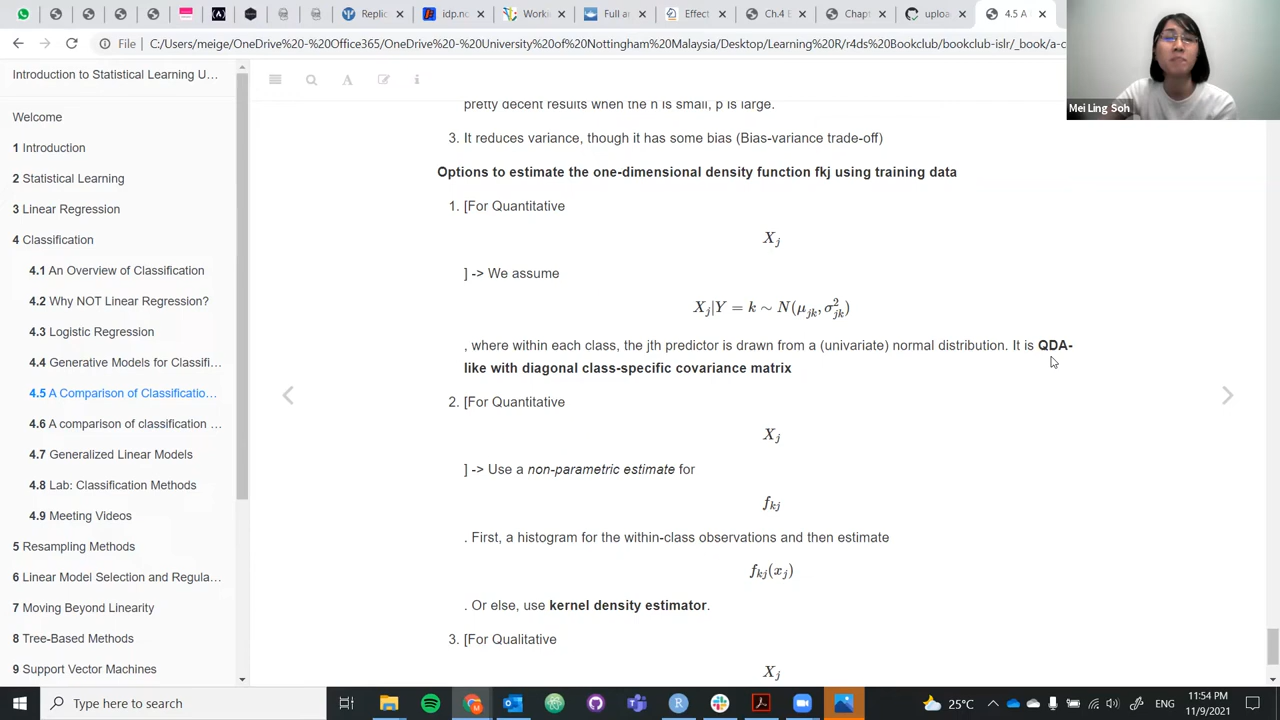 Replic
idp.nc
Workin
Full ai
Effect
Ch.4 E
Chapt
upload
4.5 A
File
C:/Users/meige/OneDrive%20-%20Office365/OneDrive%20-%20University%20of%20Nottingham%20Malaysia/Desktop/Learning%20R/r4ds%20Bookclub/bookclub-islr/_book/a-c
Mei Ling Soh
Introduction to Statistical Learning U...
Welcome
1 Introduction
2 Statistical Learning
3 Linear Regression
4 Classification
4.1 An Overview of Classification
4.2 Why NOT Linear Regression?
4.3 Logistic Regression
4.4 Generative Models for Classifi...
4.5 A Comparison of Classificatio...
4.6 A comparison of classification ...
4.7 Generalized Linear Models
4.8 Lab: Classification Methods
4.9 Meeting Videos
5 Resampling Methods
6 Linear Model Selection and Regula...
7 Moving Beyond Linearity
8 Tree-Based Methods
9 Support Vector Machines
pretty decent results when the n is small, p is large.
3. It reduces variance, though it has some bias (Bias-variance trade-off)
Options to estimate the one-dimensional density function fkj using training data
1. [For Quantitative
X_j
] -> We assume
X_j|Y = k ∼ N(μ_jk, σ²_jk)
, where within each class, the jth predictor is drawn from a (univariate) normal distribution. It is QDA-
like with diagonal class-specific covariance matrix
2. [For Quantitative
X_j
] -> Use a non-parametric estimate for
f_kj
. First, a histogram for the within-class observations and then estimate
f_kj(x_j)
. Or else, use kernel density estimator.
3. [For Qualitative
X_j
Type here to search
25°C
ENG
11:54 PM
11/9/2021